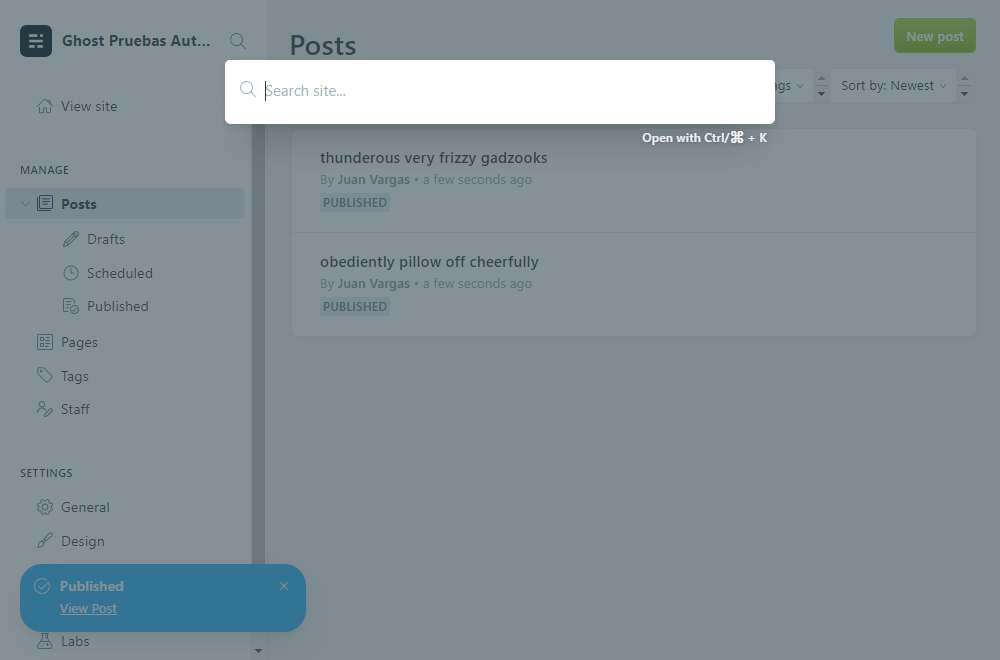 Ghost Pruebas Aut...
Posts
New post
Search site...
ags
Sort by: Newest
Open with Ctrl/⌘ + K
View site
MANAGE
Posts
Drafts
Scheduled
Published
Pages
Tags
Staff
SETTINGS
General
Design
Labs
thunderous very frizzy gadzooks
By Juan Vargas • a few seconds ago
PUBLISHED
obediently pillow off cheerfully
By Juan Vargas • a few seconds ago
PUBLISHED
Published
View Post